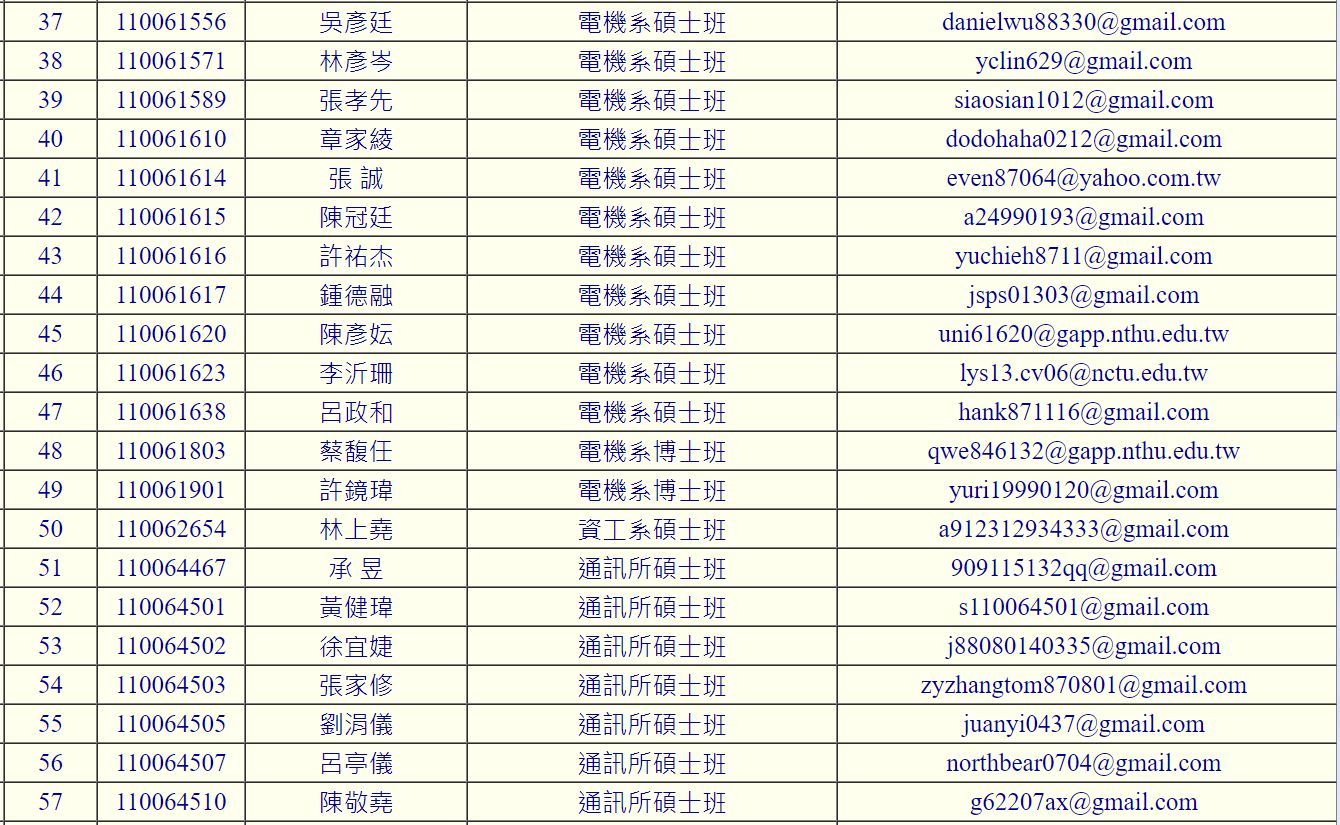 37 110061556 吳彥廷 電機系碩士班 danielwu88330@gmail.com
38 110061571 林彥岑 電機系碩士班 yclin629@gmail.com
39 110061589 張孝先 電機系碩士班 siaosian1012@gmail.com
40 110061610 章家綾 電機系碩士班 dodohaha0212@gmail.com
41 110061614 張 誠 電機系碩士班 even87064@yahoo.com.tw
42 110061615 陳冠廷 電機系碩士班 a24990193@gmail.com
43 110061616 許祐杰 電機系碩士班 yuchieh8711@gmail.com
44 110061617 鍾德融 電機系碩士班 jsps01303@gmail.com
45 110061620 陳彥妘 電機系碩士班 uni61620@gapp.nthu.edu.tw
46 110061623 李沂珊 電機系碩士班 lys13.cv06@nctu.edu.tw
47 110061638 呂政和 電機系碩士班 hank871116@gmail.com
48 110061803 蔡馥任 電機系博士班 qwe846132@gapp.nthu.edu.tw
49 110061901 許鏡瑋 電機系博士班 yuri19990120@gmail.com
50 110062654 林上堯 資工系碩士班 a912312934333@gmail.com
51 110064467 承 昱 通訊所碩士班 909115132qq@gmail.com
52 110064501 黃健瑋 通訊所碩士班 s110064501@gmail.com
53 110064502 徐宜婕 通訊所碩士班 j88080140335@gmail.com
54 110064503 張家修 通訊所碩士班 zyzhangtom870801@gmail.com
55 110064505 劉涓儀 通訊所碩士班 juanyi0437@gmail.com
56 110064507 呂亭儀 通訊所碩士班 northbear0704@gmail.com
57 110064510 陳敬堯 通訊所碩士班 g62207ax@gmail.com